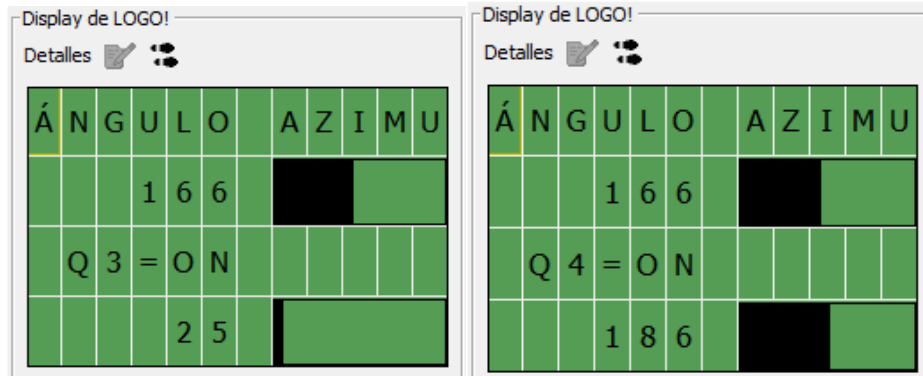 Display de LOGO!
Detalles
ÁNGULO AZIMU
166
Q3=ON
25
Display de LOGO!
Detalles
ÁNGULO AZIMU
166
Q4=ON
186